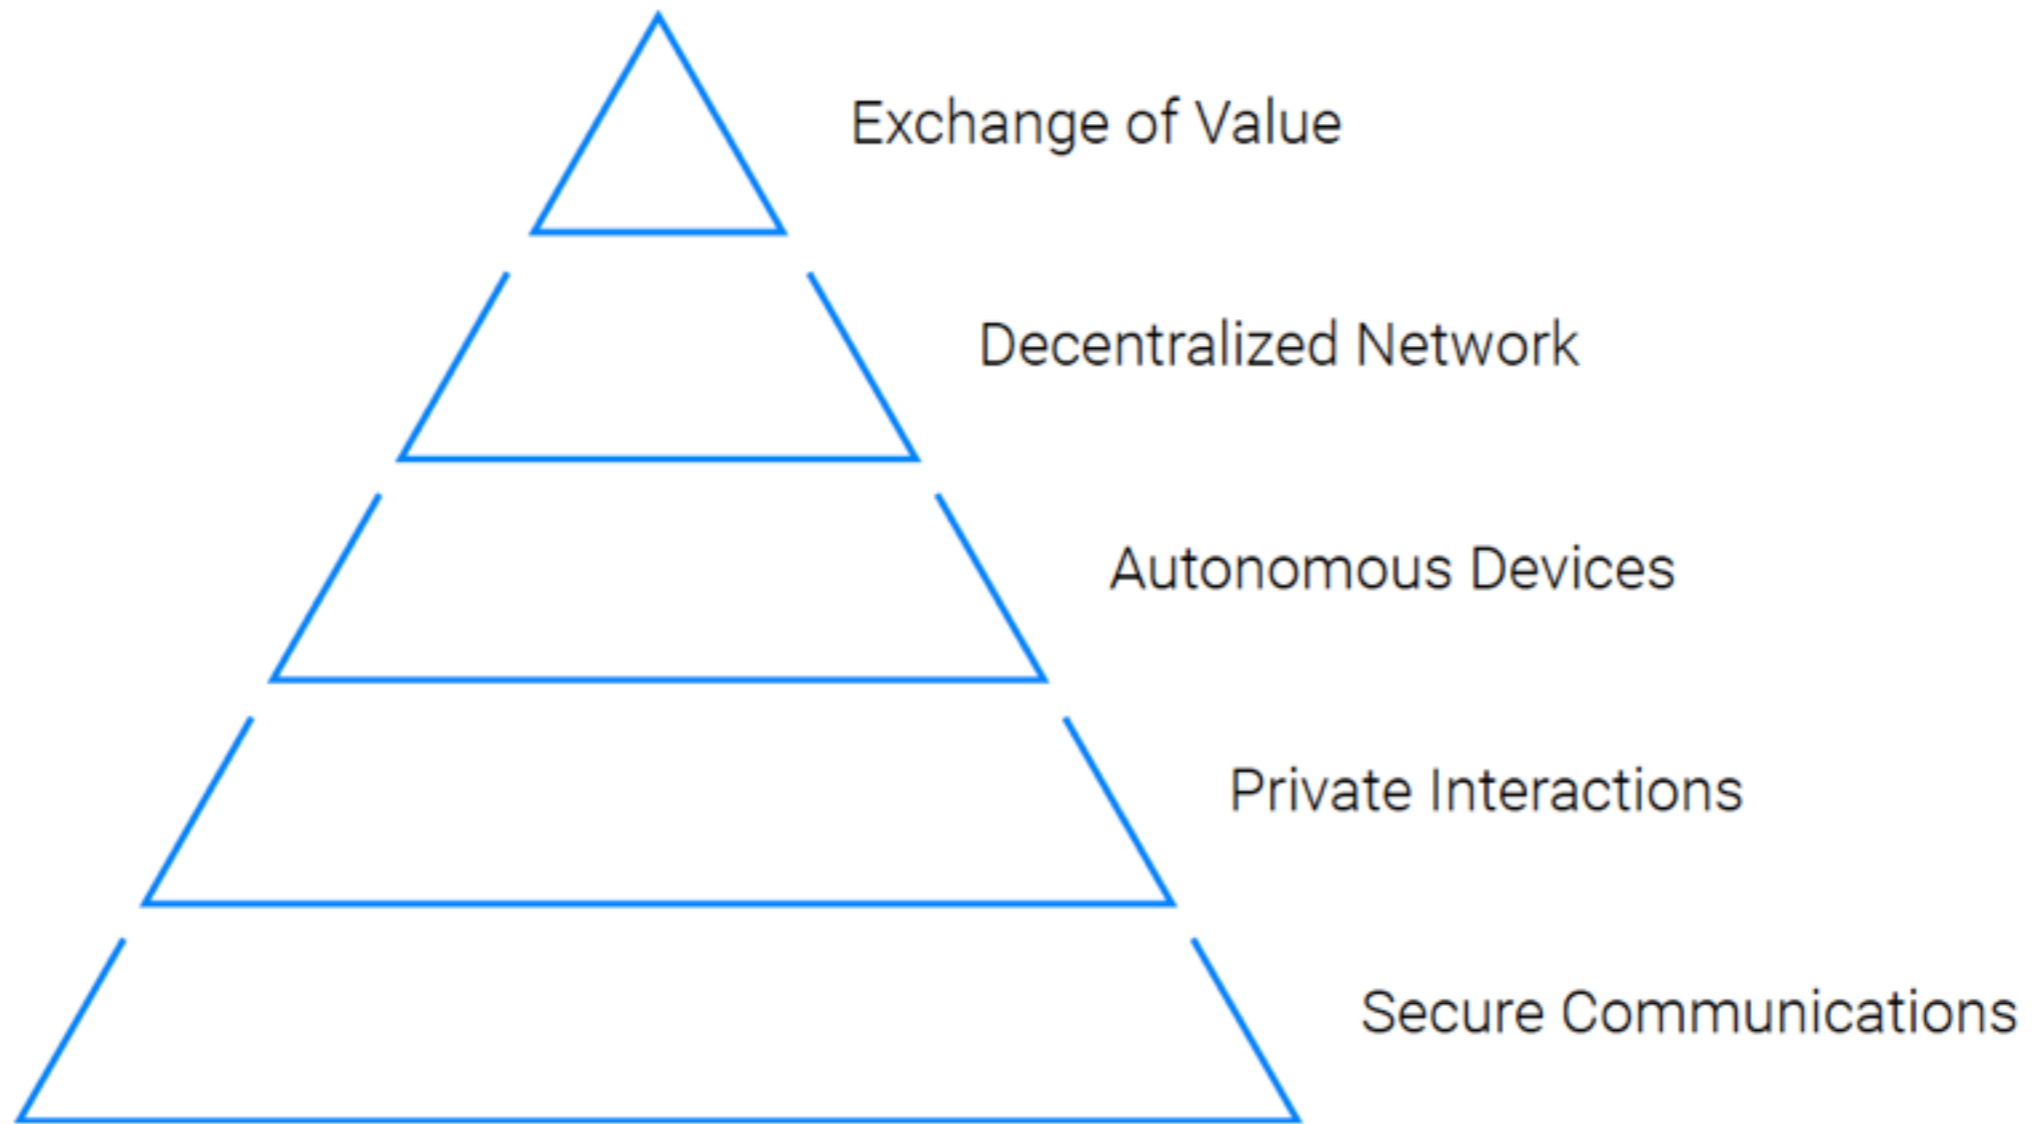 Exchange of Value
Decentralized Network
Autonomous Devices
Private Interactions
Secure Communications